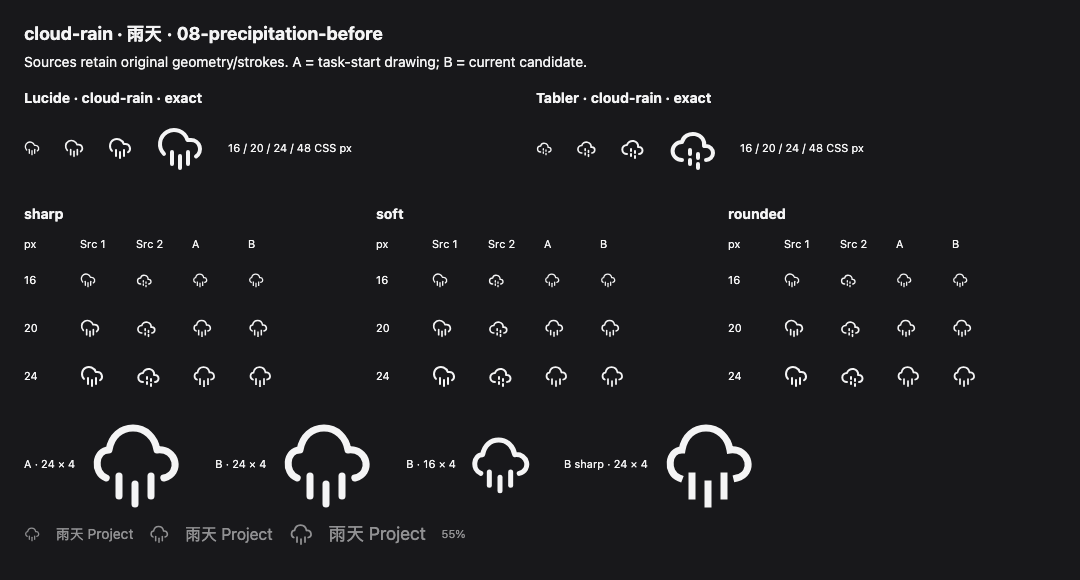 cloud-rain · 雨天 · 08-precipitation-before
Sources retain original geometry/strokes. A = task-start drawing; B = current candidate.
Lucide · cloud-rain · exact
Tabler · cloud-rain · exact
16 / 20 / 24 / 48 CSS px
16 / 20 / 24 / 48 CSS px
sharp
soft
rounded
px Src 1 Src 2 A B
px Src 1 Src 2 A B
px Src 1 Src 2 A B
16
16
16
20
20
20
24
24
24
A · 24 × 4
B · 24 × 4
B · 16 × 4
B sharp · 24 × 4
雨天 Project
雨天 Project
雨天 Project
55%